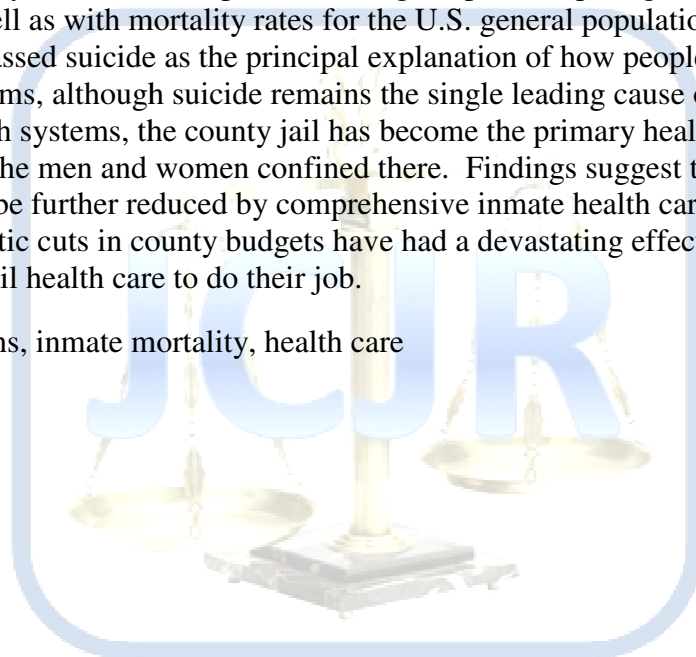 ell as with mortality rates for the U.S. general population
assed suicide as the principal explanation of how people
ms, although suicide remains the single leading cause
h systems, the county jail has become the primary heal
he men and women confined there. Findings suggest t
be further reduced by comprehensive inmate health car
tic cuts in county budgets have had a devastating effec
il health care to do their job.
ns, inmate mortality, health care
JCJR